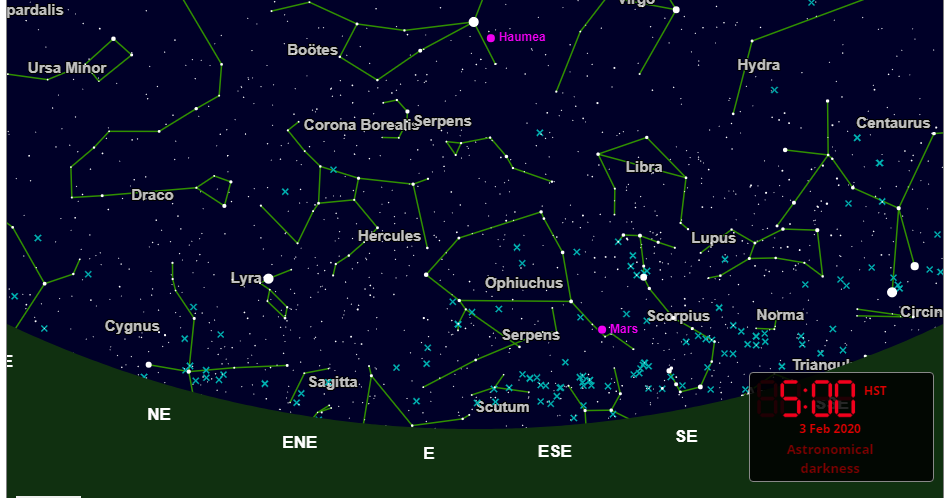 pardalis
Virgo
Haumea
Boötes
Ursa Minor
Hydra
Corona Borealis
Serpens
Centaurus
Libra
Draco
Hercules
Lupus
Lyra
Ophiuchus
Cygnus
Scorpius
Norma
Circin
Mars
Serpens
E
Triangul
Sagitta
Scutum
NE
ENE
E
ESE
SE
5:00 HST
3 Feb 2020
Astronomical
darkness